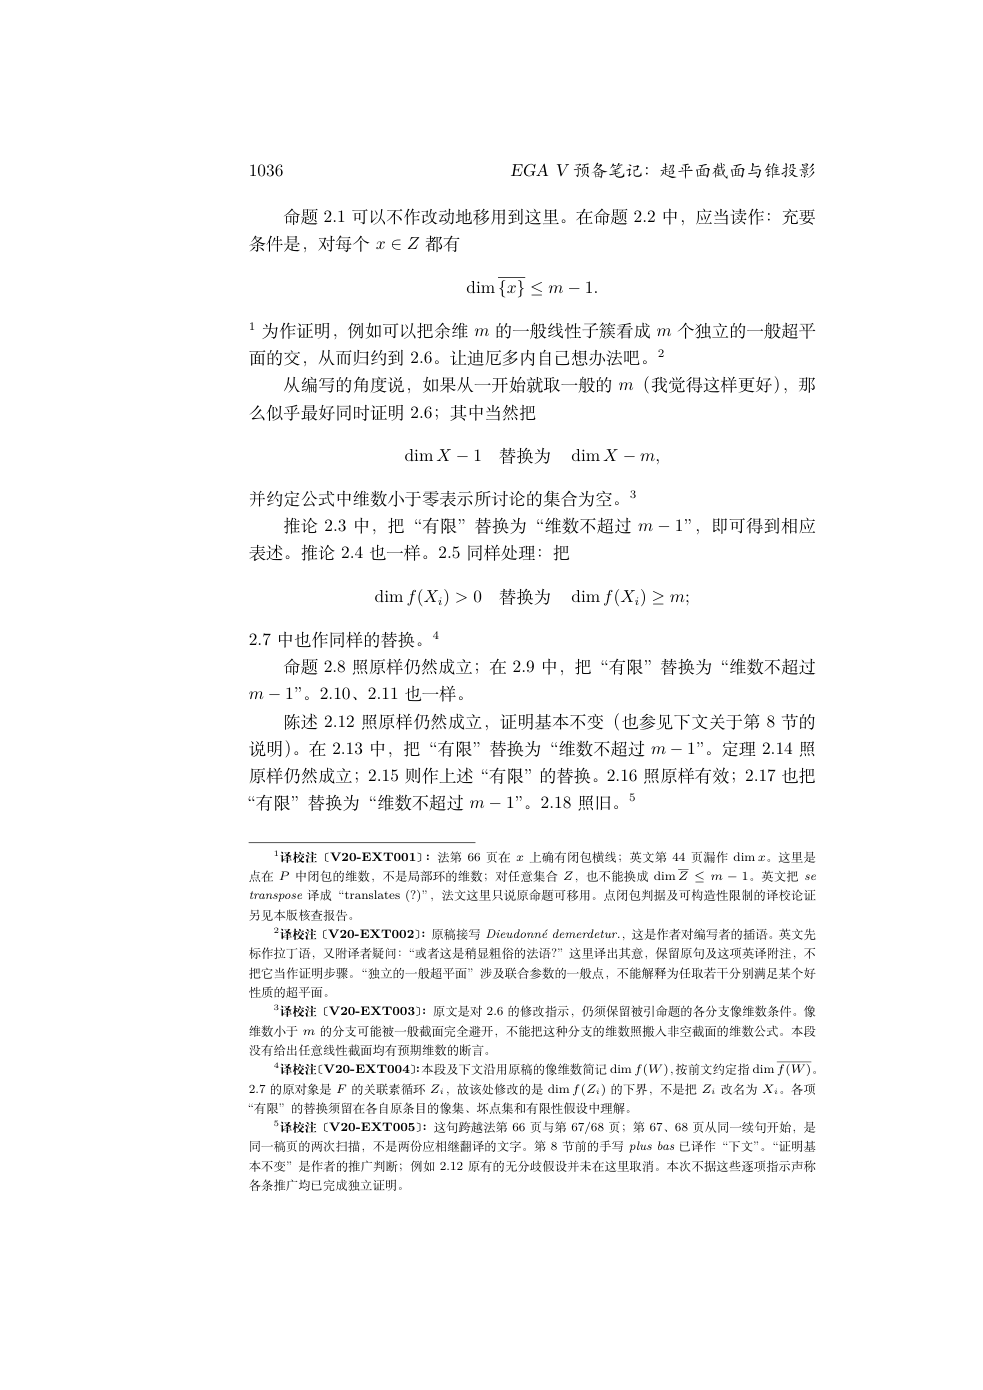 1036 EGA V 预备笔记：超平面截面与锥投影
命题 2.1 可以不作改动地移用到这里。在命题 2.2 中，应当读作：充要
条件是，对每个 x ∈ Z 都有
dim \overline{\{x\}} ≤ m − 1.
¹ 为作证明，例如可以把余维 m 的一般线性子簇看成 m 个独立的一般超平
面的交，从而归约到 2.6。让迪厄多内自己想办法吧。²
从编写的角度说，如果从一开始就取一般的 m（我觉得这样更好），那
么似乎最好同时证明 2.6；其中当然把
dim X − 1 替换为 dim X − m,
并约定公式中维数小于零表示所讨论的集合为空。³
推论 2.3 中，把 “有限” 替换为 “维数不超过 m − 1”，即可得到相应
表述。推论 2.4 也一样。2.5 同样处理：把
dim f(Xᵢ) > 0 替换为 dim f(Xᵢ) ≥ m;
2.7 中也作同样的替换。⁴
命题 2.8 照原样仍然成立；在 2.9 中，把 “有限” 替换为 “维数不超过
m − 1”。2.10、2.11 也一样。
陈述 2.12 照原样仍然成立，证明基本不变（也参见下文关于第 8 节的
说明）。在 2.13 中，把 “有限” 替换为 “维数不超过 m − 1”。定理 2.14 照
原样仍然成立；2.15 则作上述 “有限” 的替换。2.16 照原样有效；2.17 也把
“有限” 替换为 “维数不超过 m − 1”。2.18 照旧。⁵
¹译校注〔V20-EXT001〕：法第 66 页在 x 上确有闭包横线；英文第 44 页漏作 dim x。这里是
点在 P 中闭包的维数，不是局部环的维数；对任意集合 Z，也不能换成 dim \overline{Z} ≤ m − 1。英文把 se
transpose 译成 “translates (?)”，法文这里只说原命题可移用。点闭包判据及可构造性限制的译校论证
另见本版核查报告。
²译校注〔V20-EXT002〕：原稿接写 Dieudonné demerdetur.，这是作者对编写者的插语。英文先
标作拉丁语，又附译者疑问：“或者这是稍显粗俗的法语?” 这里译出其意，保留原句及这项英译附注，不
把它当作证明步骤。“独立的一般超平面” 涉及联合参数的一般点，不能解释为任取若干分别满足某个好
性质的超平面。
³译校注〔V20-EXT003〕：原文是对 2.6 的修改指示，仍须保留被引命题的各分支像维数条件。像
维数小于 m 的分支可能被一般截面完全避开，不能把这种分支的维数照搬入非空截面的维数公式。本段
没有给出任意线性截面均有预期维数的断言。
⁴译校注〔V20-EXT004〕：本段及下文沿用原稿的像维数简记 dim f(W)，按前文约定指 dim \overline{f(W)}。
2.7 的原对象是 F 的关联素循环 Zᵢ，故该处修改的是 dim f(Zᵢ) 的下界，不是把 Zᵢ 改名为 Xᵢ。各项
“有限” 的替换须留在各自原条目的像集、坏点集和有限性假设中理解。
⁵译校注〔V20-EXT005〕：这句跨越法第 66 页与第 67/68 页；第 67、68 页从同一续句开始，是
同一稿页的两次扫描，不是两份应相继翻译的文字。第 8 节前的手写 plus bas 已译作 “下文”。“证明基
本不变” 是作者的推广判断；例如 2.12 原有的无分歧假设并未在这里取消。本次不据这些逐项指示声称
各条推广均已完成独立证明。